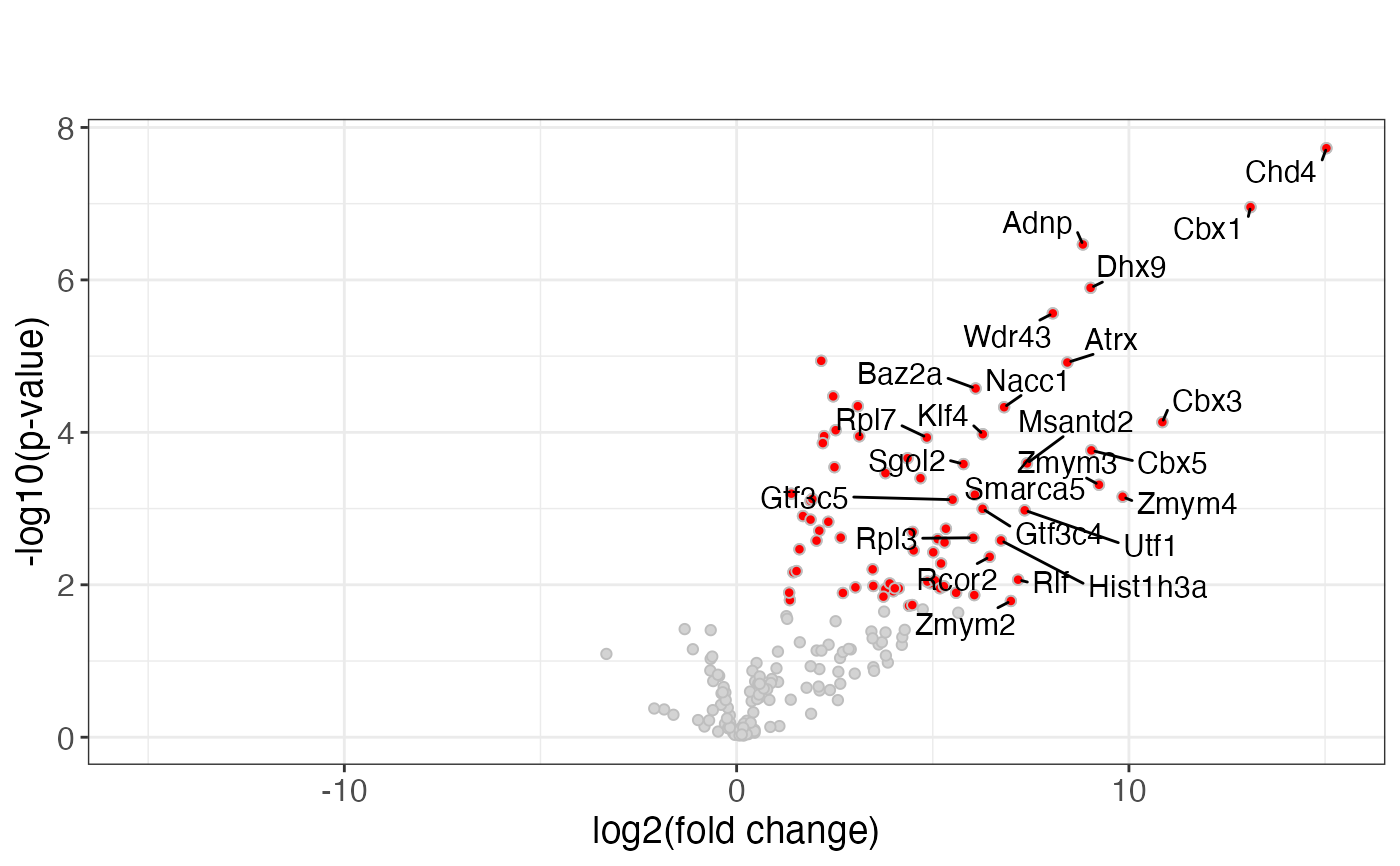 8
Chd4
Adnp
Cbx1
Dhx9
6
Wdr43
Atrx
Baz2a
Nacc1
Cbx3
Rpl7
Klf4
Msantd2
4
Sgol2
Zmym3
Cbx5
Gtf3c5
Smarca5
Zmym4
Rpl3
Gtf3c4
Utf1
Rcor2
Rlf
Hist1h3a
2
Zmym2
0
-log10(p-value)
-10
0
10
log2(fold change)